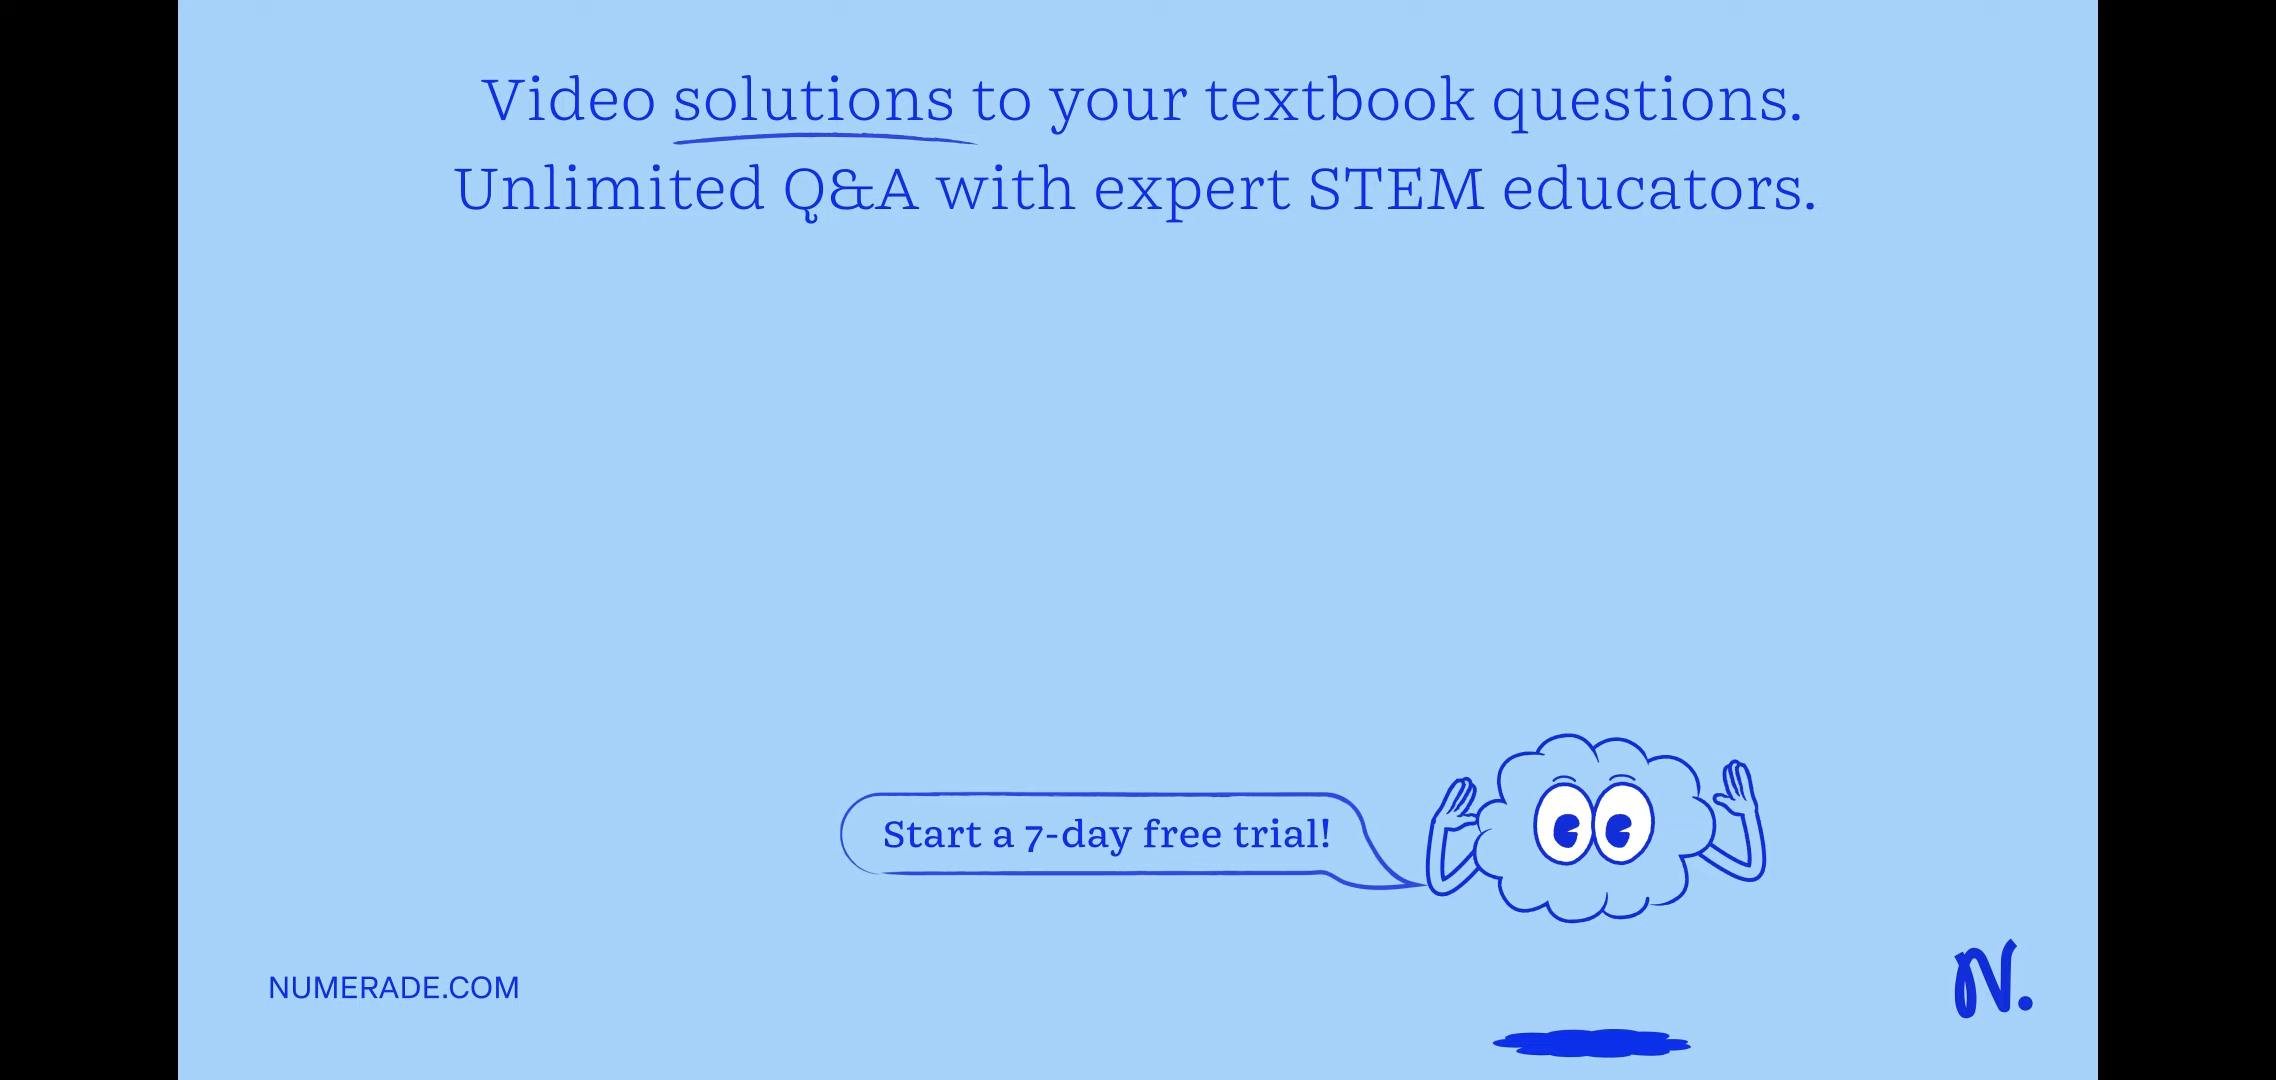 Video solutions to your textbook questions.
Unlimited Q&A with expert STEM educators.
Start a 7-day free trial!
NUMERADE.COM
N.